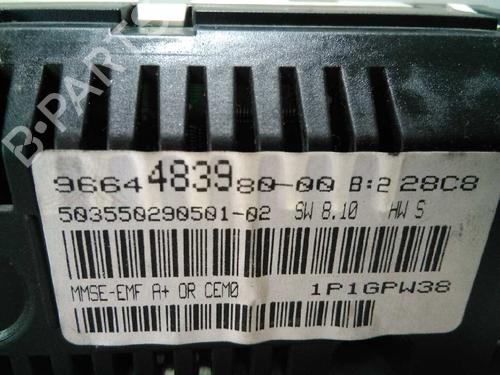 B-PARTS
9664483980-00 B:2 28C8
503550290501-02 SW 8.10 HW S
MMSE-EMF A+ OR CEM0 1P1GPW38